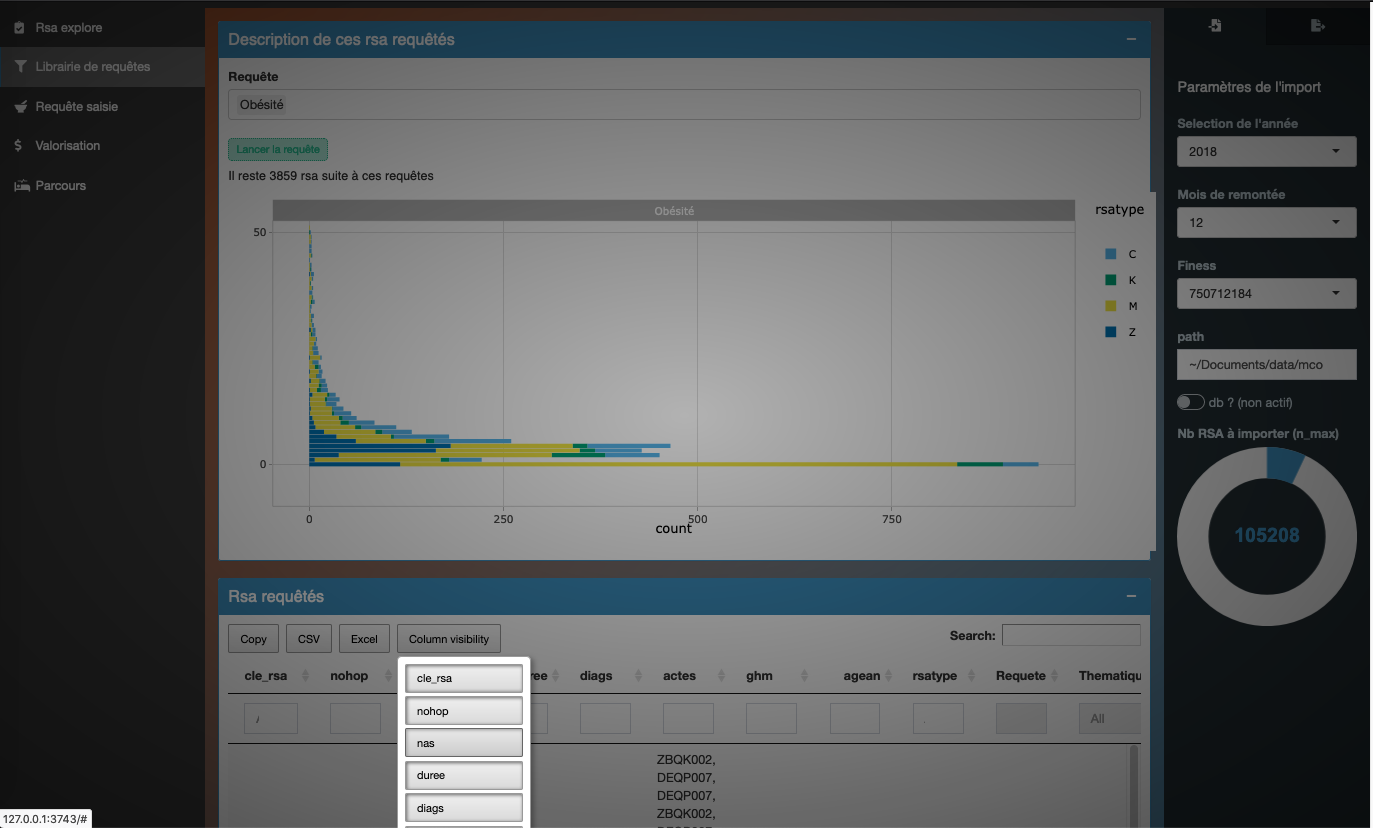 Rsa explore
Librairie de requêtes
Requête saisie
Valorisation
Parcours
Description de ces rsa requêtés
Requête
Obésité
Lancer la requête
Il reste 3859 rsa suite à ces requêtes
Obésité
50
0
0
250
500
750
count
rsatype
C
K
M
Z
Rsa requêtés
Copy
CSV
Excel
Column visibility
Search:
cle_rsa
nohop
ree
diags
actes
ghm
agean
rsatype
Requete
Thematiqu
All
cle_rsa
nohop
nas
duree
diags
ZBQK002,
DEQP007,
DEQP007,
ZBQK002,
Paramètres de l'import
Selection de l'année
2018
Mois de remontée
12
Finess
750712184
path
~/Documents/data/mco
db ? (non actif)
Nb RSA à importer (n_max)
105208
127.0.0.1:3743/#